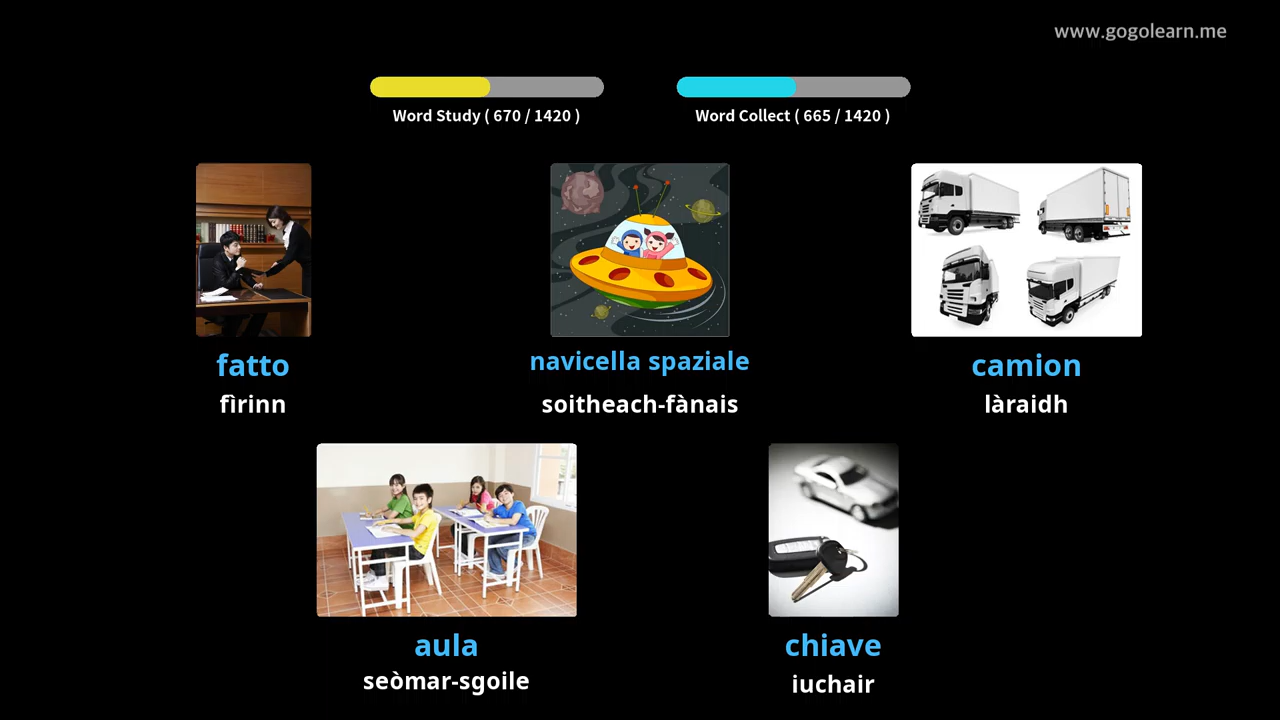 www.gogolearn.me
Word Study ( 670 / 1420 )
Word Collect ( 665 / 1420 )
fatto
fìrinn
navicella spaziale
soitheach-fànais
camion
làraidh
aula
seòmar-sgoile
chiave
iuchair